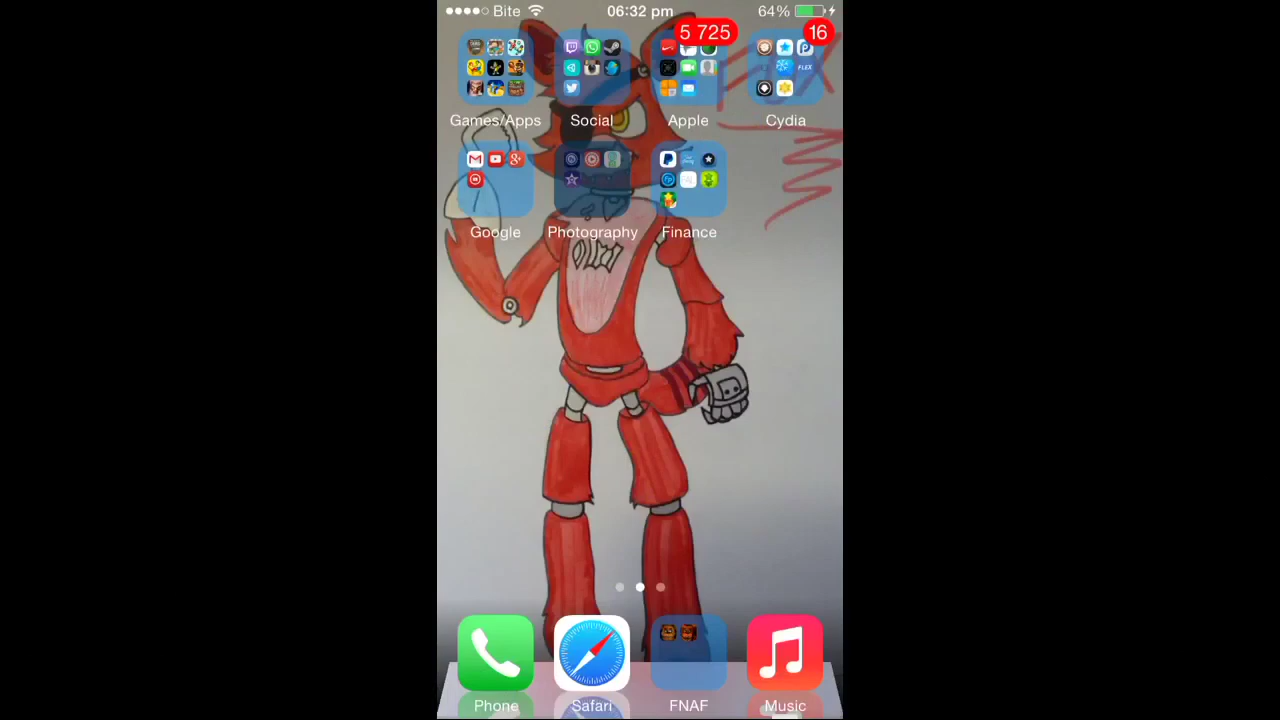 Bite 06:32 pm 64%
5 725 16
FLEX
Games/Apps Social Apple Cydia
Google Photography Finance
Phone Safari FNAF Music